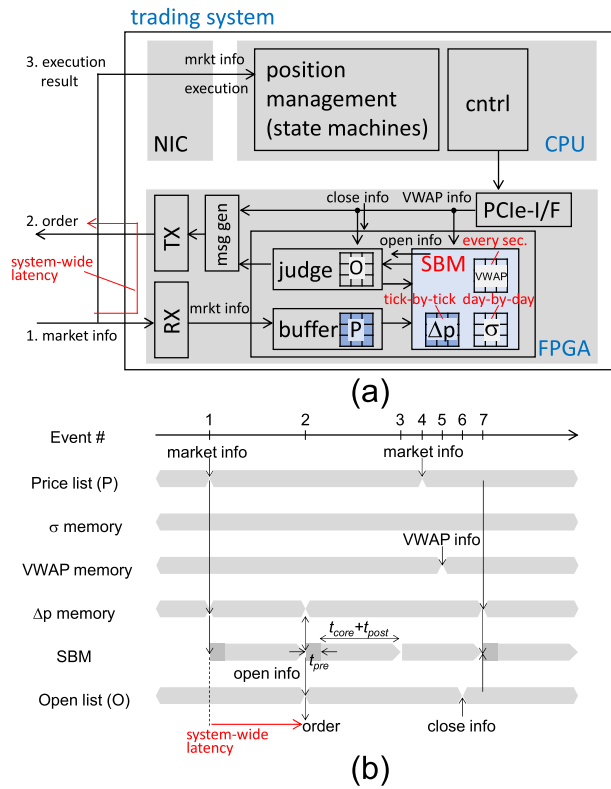 trading system
3. execution
result
mrkt info
execution
position
management
(state machines)
cntrl
NIC
CPU
close info
VWAP info
PCIe-I/F
2. order
TX
msg gen
open info
every sec.
judge
O
SBM
VWAP
system-wide
latency
tick-by-tick
day-by-day
mrkt info
1. market info
RX
buffer
P
Δp
σ
FPGA
(a)
Event #
1
2
3
4
5
6
7
market info
market info
Price list (P)
σ memory
VWAP info
VWAP memory
Δp memory
tcore+tpost
SBM
tpre
open info
Open list (O)
order
close info
system-wide
latency
(b)